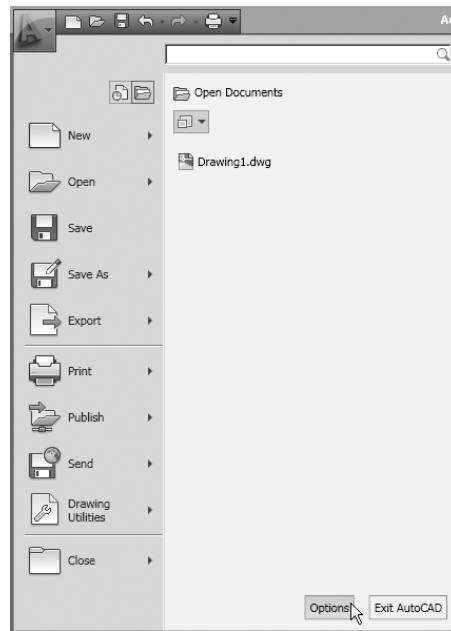 Au
Open Documents
New
Drawing1.dwg
Open
Save
Save As
Export
Print
Publish
Send
Drawing
Utilities
Close
Options
Exit AutoCAD